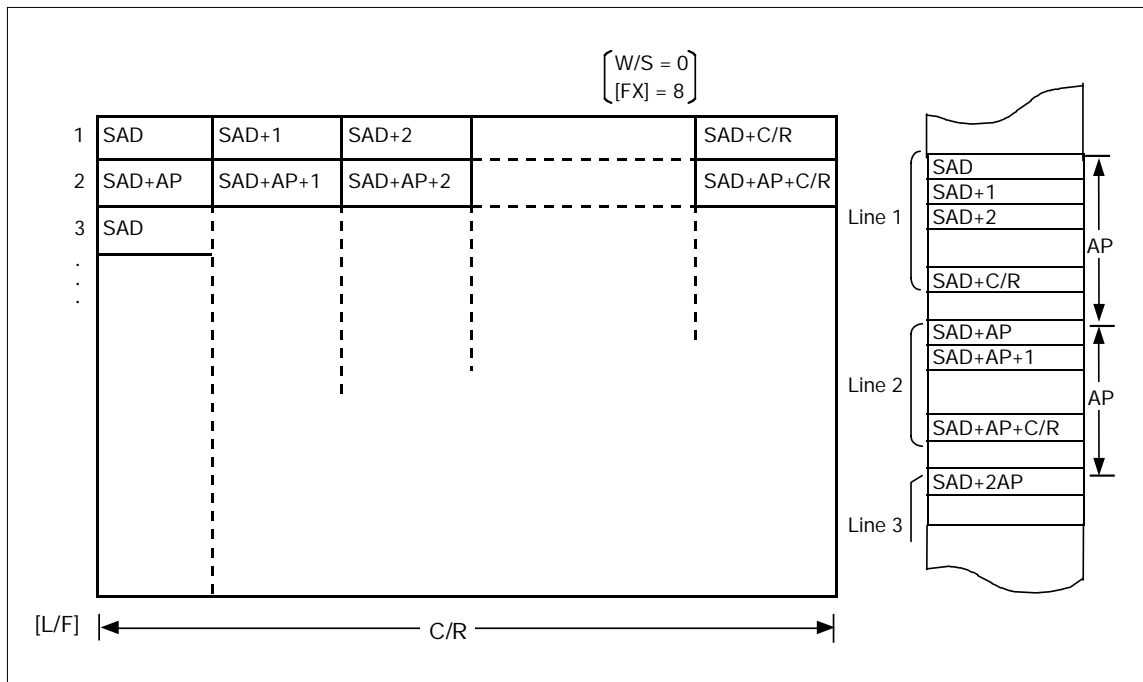 W/S = 0
[FX] = 8
1 SAD SAD+1 SAD+2 SAD+C/R
2 SAD+AP SAD+AP+1 SAD+AP+2 SAD+AP+C/R
3 SAD
.
.
.
[L/F] C/R
Line 1
SAD
SAD+1
SAD+2
SAD+C/R
AP
Line 2
SAD+AP
SAD+AP+1
SAD+AP+C/R
AP
Line 3
SAD+2AP